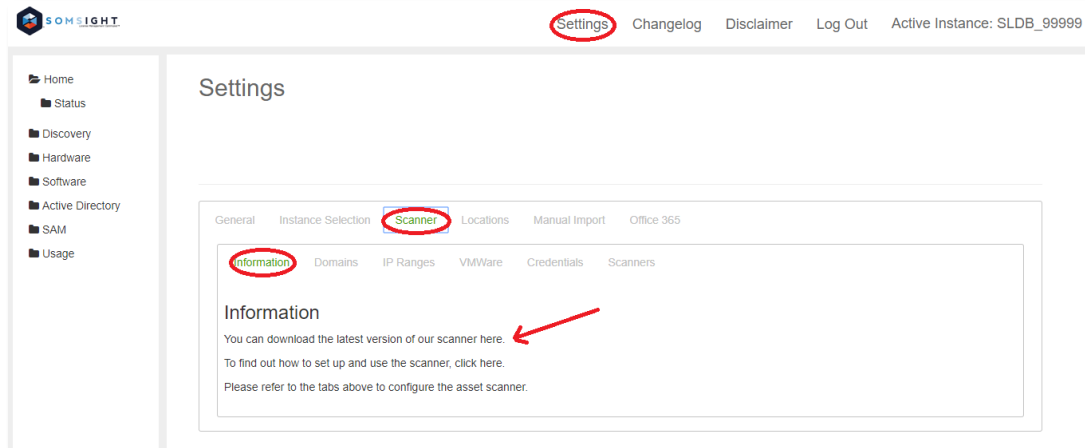 SOMSIGHT
Settings Changelog Disclaimer Log Out Active Instance: SLDB_99999
Home
Status
Discovery
Hardware
Software
Active Directory
SAM
Usage
Settings
General Instance Selection Scanner Locations Manual Import Office 365
Information Domains IP Ranges VMWare Credentials Scanners
Information
You can download the latest version of our scanner here.
To find out how to set up and use the scanner, click here.
Please refer to the tabs above to configure the asset scanner.